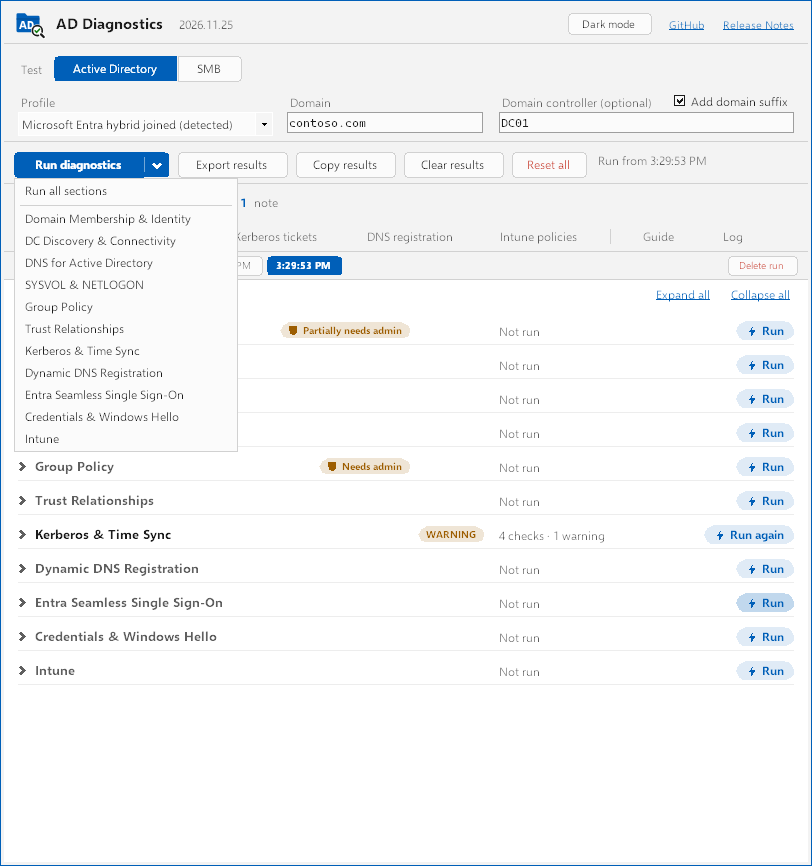 AD Diagnostics 2026.11.25 Dark mode GitHub Release Notes
Test Active Directory SMB
Profile Domain Domain controller (optional) Add domain suffix
Microsoft Entra hybrid joined (detected) contoso.com DC01
Run diagnostics Export results Copy results Clear results Reset all Run from 3:29:53 PM
Run all sections
1 note
Domain Membership & Identity
DC Discovery & Connectivity
DNS for Active Directory
SYSVOL & NETLOGON
Group Policy
Trust Relationships
Kerberos & Time Sync
Dynamic DNS Registration
Entra Seamless Single Sign-On
Credentials & Windows Hello
Intune
Kerberos tickets DNS registration Intune policies Guide Log
PM 3:29:53 PM Delete run
Expand all Collapse all
Partially needs admin Not run Run
Not run Run
Not run Run
Not run Run
Group Policy Needs admin Not run Run
Trust Relationships Not run Run
Kerberos & Time Sync WARNING 4 checks · 1 warning Run again
Dynamic DNS Registration Not run Run
Entra Seamless Single Sign-On Not run Run
Credentials & Windows Hello Not run Run
Intune Not run Run